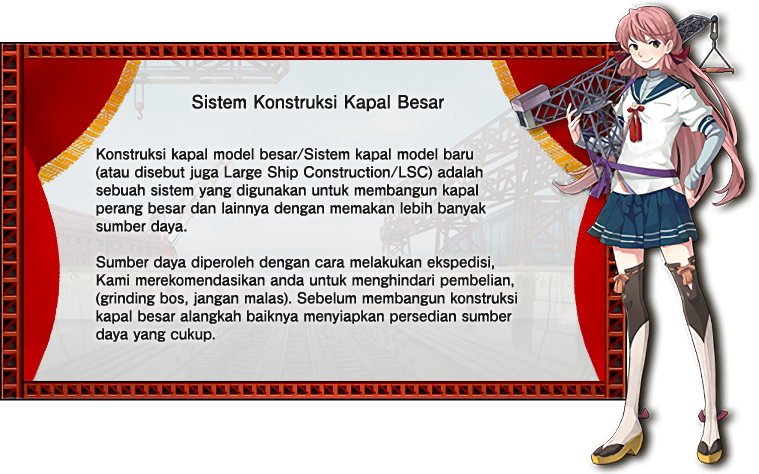 Sistem Konstruksi Kapal Besar
Konstruksi kapal model besar/Sistem kapal model baru
(atau disebut juga Large Ship Construction/LSC) adalah
sebuah sistem yang digunakan untuk membangun kapal
perang besar dan lainnya dengan memakan lebih banyak
sumber daya.
Sumber daya diperoleh dengan cara melakukan ekspedisi,
Kami merekomendasikan anda untuk menghindari pembelian,
(grinding bos, jangan malas). Sebelum membangun konstruksi
kapal besar alangkah baiknya menyiapkan persedian sumber
daya yang cukup.